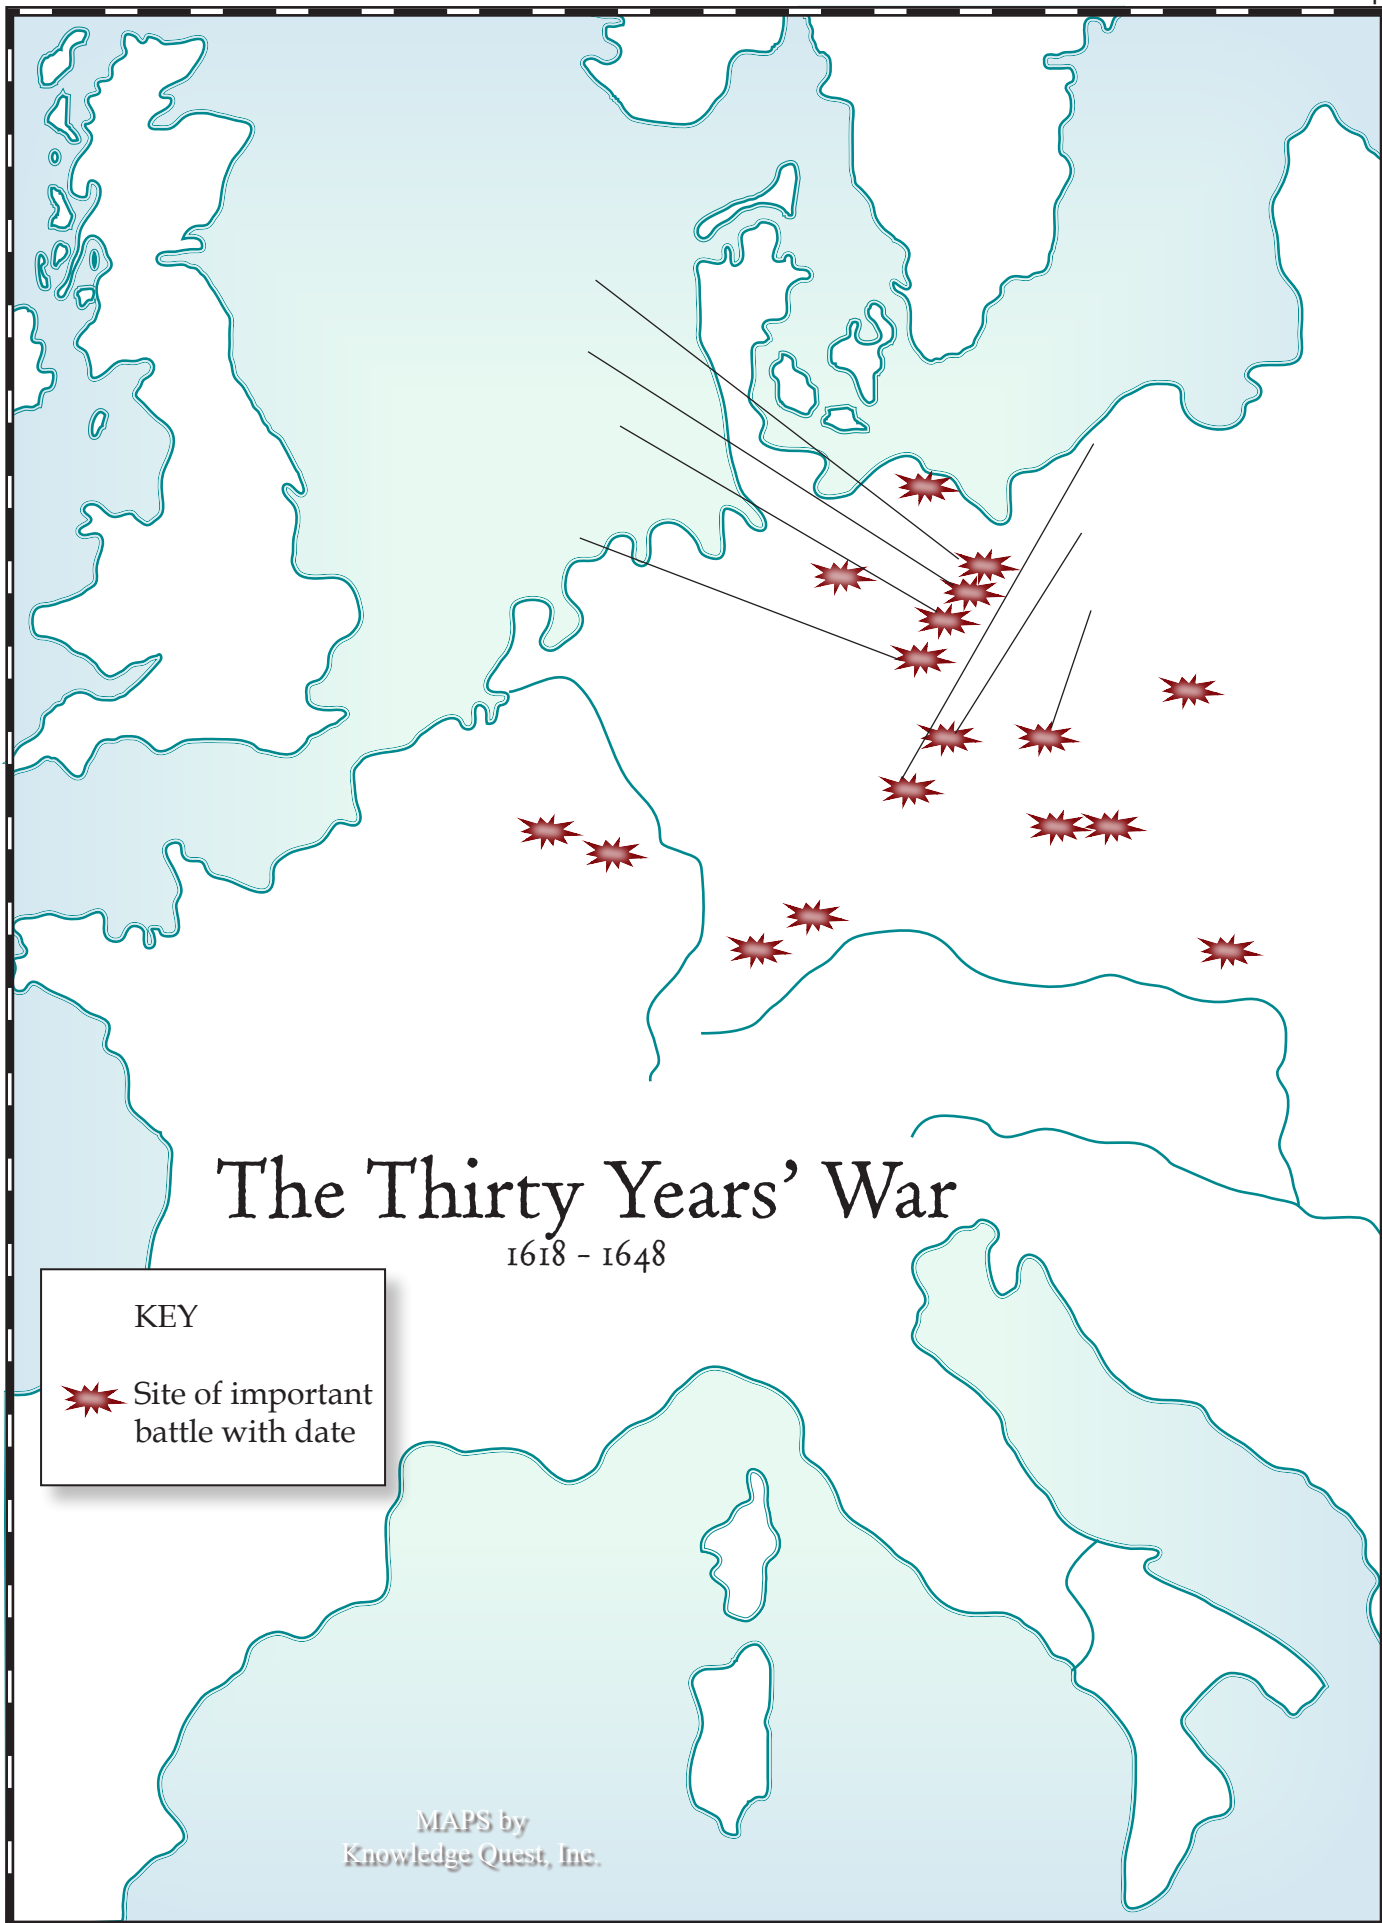 The Thirty Years’ War
1618 - 1648
KEY
Site of important
battle with date
MAPS by
Knowledge Quest, Inc.